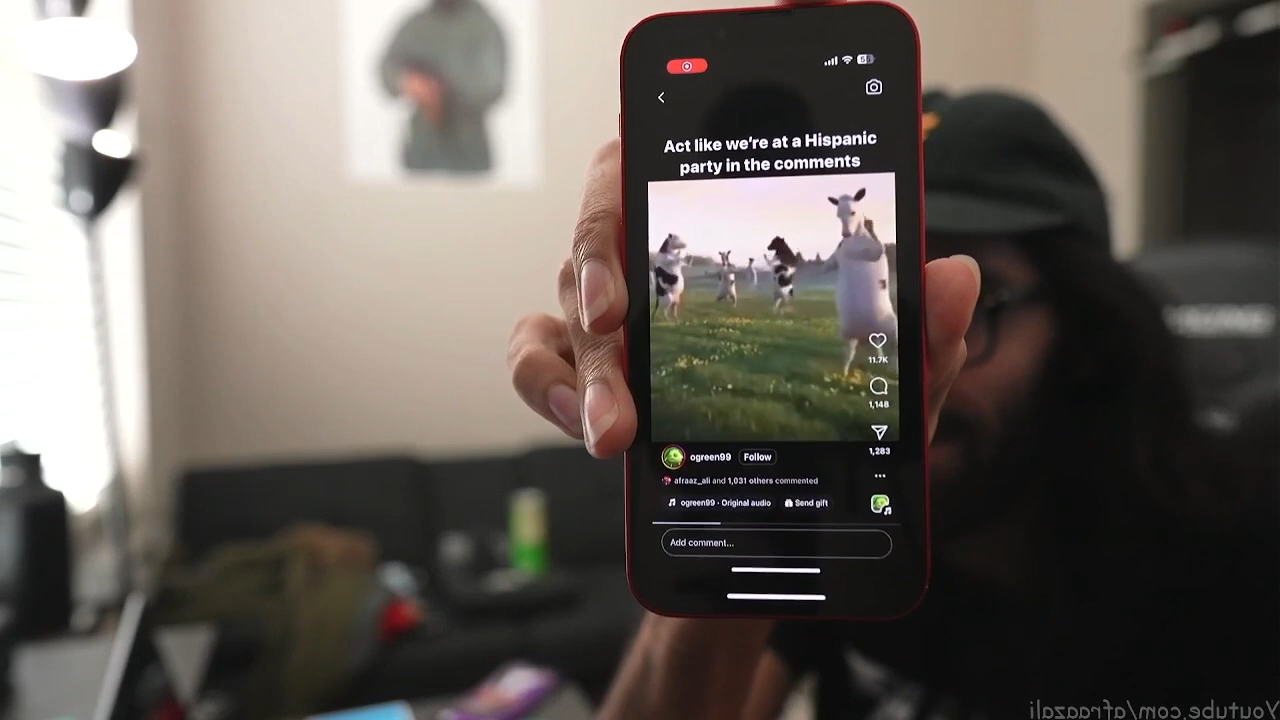 Act like we're at a Hispanic
party in the comments
11.7K
1,148
1,283
ogreen99 Follow
afraaz_ali and 1,031 others commented
ogreen99 · Original audio Send gift
Add comment...
Youtube.com/afraazali